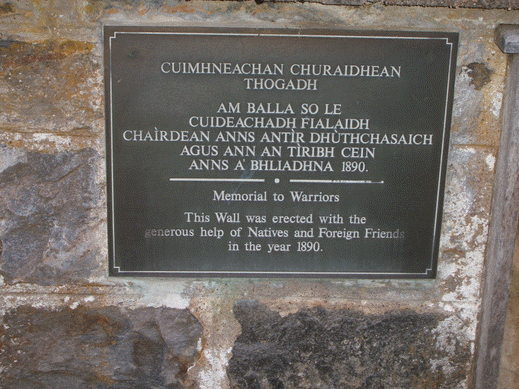 CUIMHNEACHAN CHURAIDHEAN
THOGADH
AM BALLA SO LE
CUIDEACHADH FIALAIDH
CHAÌRDEAN ANNS ANTÌR DHÙTHCHASAICH
AGUS ANN AN TÌRIBH CEIN
ANNS A' BHLIADHNA 1890.
Memorial to Warriors
This Wall was erected with the
generous help of Natives and Foreign Friends
in the year 1890.